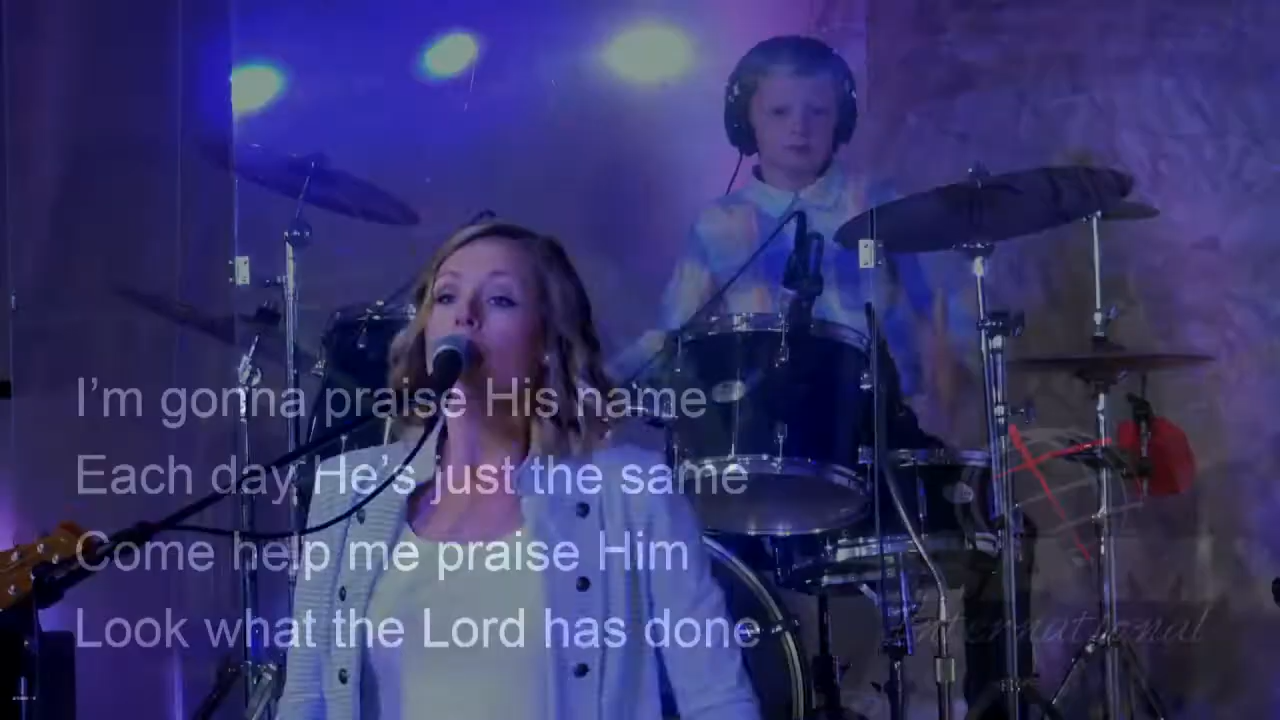 I'm gonna praise His name
Each day He's just the same
Come help me praise Him
Look what the Lord has done
International